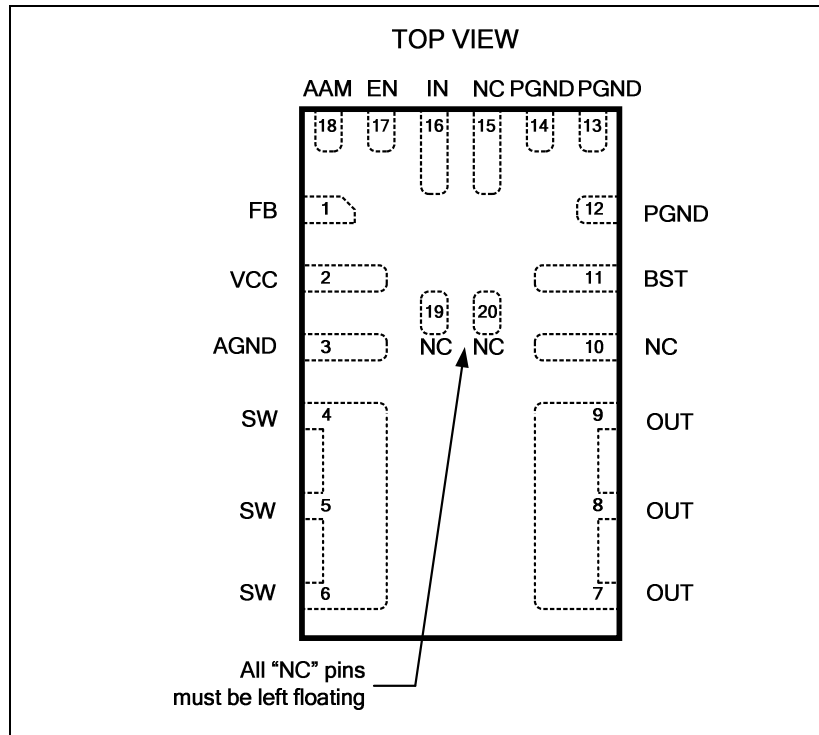 TOP VIEW
AAM EN IN NC PGND PGND
18 17 16 15 14 13
FB 1 12 PGND
VCC 2 11 BST
19 20
AGND 3 NC NC 10 NC
SW 4 9 OUT
SW 5 8 OUT
SW 6 7 OUT
All “NC” pins
must be left floating